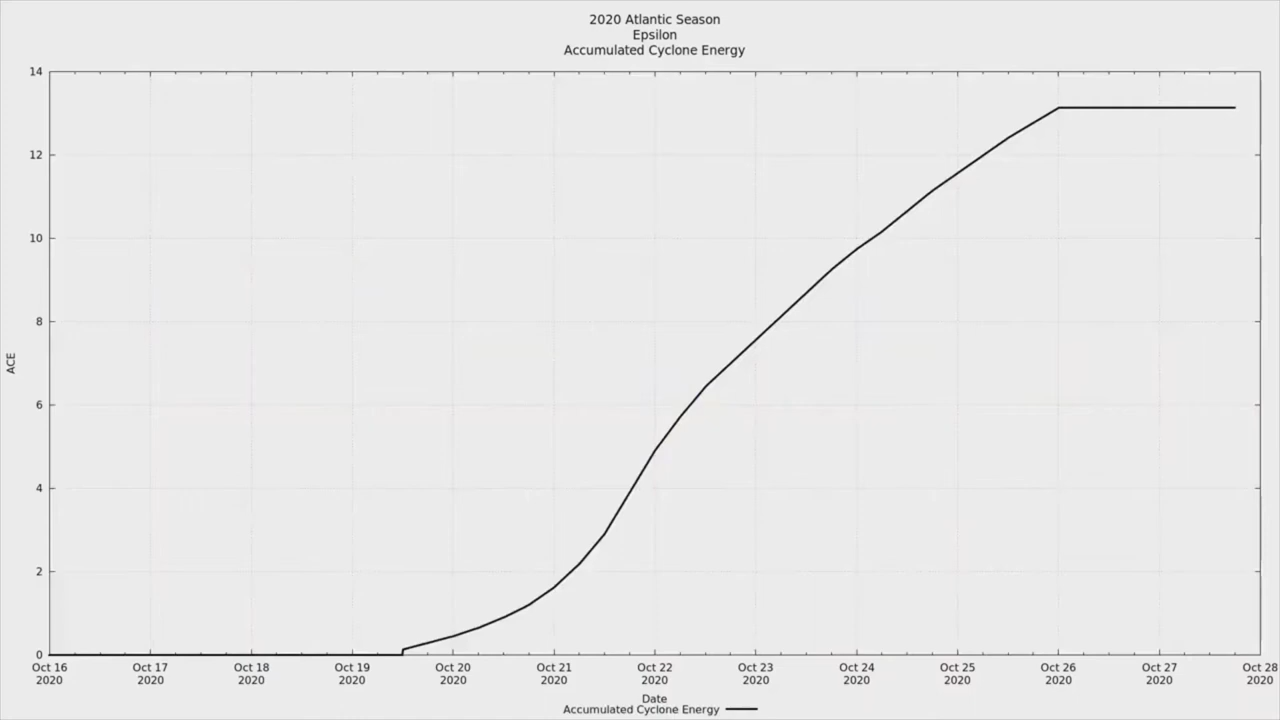 2020 Atlantic Season
Epsilon
Accumulated Cyclone Energy
14
12
10
8
6
4
2
0
ACE
Oct 16 Oct 17 Oct 18 Oct 19 Oct 20 Oct 21 Oct 22 Oct 23 Oct 24 Oct 25 Oct 26 Oct 27 Oct 28
2020 2020 2020 2020 2020 2020 2020 2020 2020 2020 2020 2020 2020
Date
Accumulated Cyclone Energy